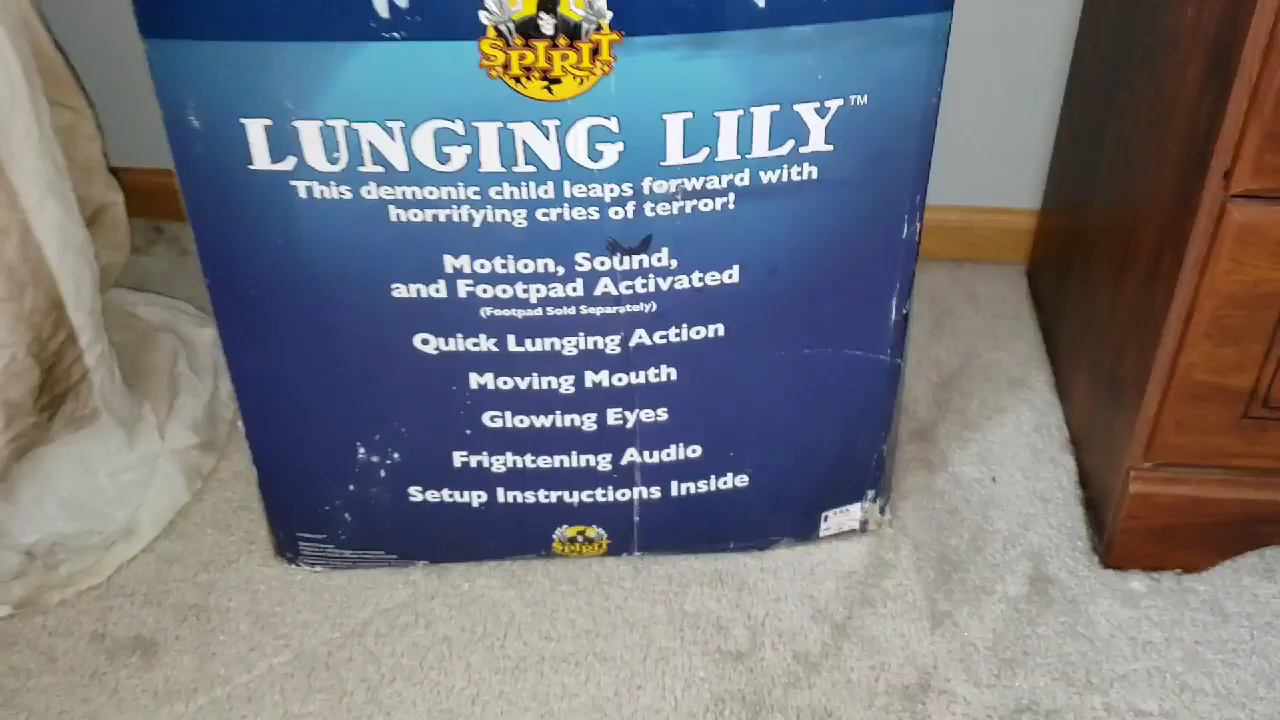 SPIRIT
LUNGING LILY™
This demonic child leaps forward with
horrifying cries of terror!
Motion, Sound,
and Footpad Activated
(Footpad Sold Separately)
Quick Lunging Action
Moving Mouth
Glowing Eyes
Frightening Audio
Setup Instructions Inside
SPIRIT